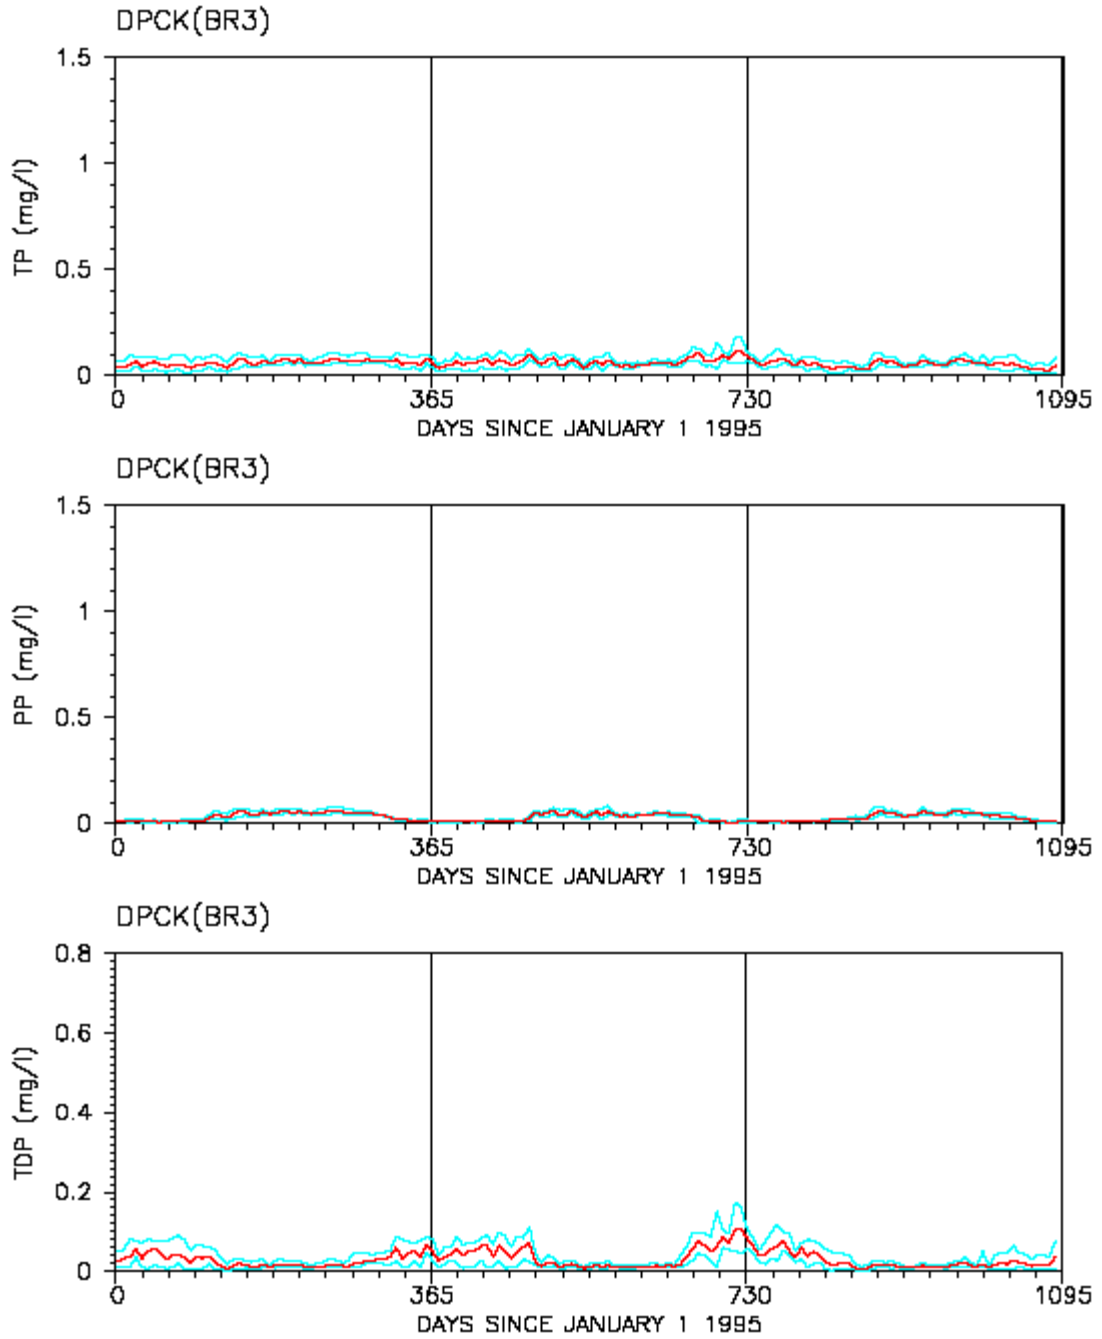 DPCK(BR3)
1.5
1
0.5
0
TP (mg/l)
0 365 730 1095
DAYS SINCE JANUARY 1 1995
DPCK(BR3)
1.5
1
0.5
0
PP (mg/l)
0 365 730 1095
DAYS SINCE JANUARY 1 1995
DPCK(BR3)
0.8
0.6
0.4
0.2
0
TDP (mg/l)
0 365 730 1095
DAYS SINCE JANUARY 1 1995